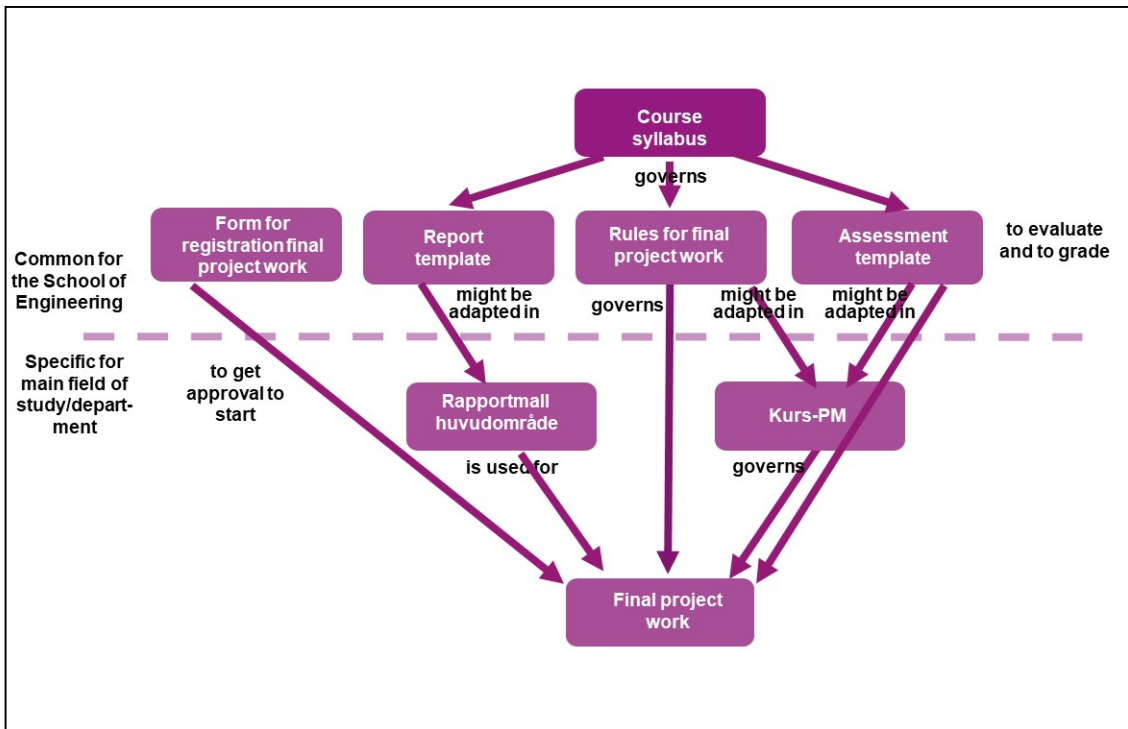 Course
syllabus
governs
Form for
registration final
project work
Report
template
Rules for final
project work
Assessment
template
to evaluate
and to grade
Common for
the School of
Engineering
might be
adapted in
governs
might be
adapted in
might be
adapted in
Specific for
main field of
study/depart-
ment
to get
approval to
start
Rapportmall
huvudområde
Kurs-PM
is used for
governs
Final project
work